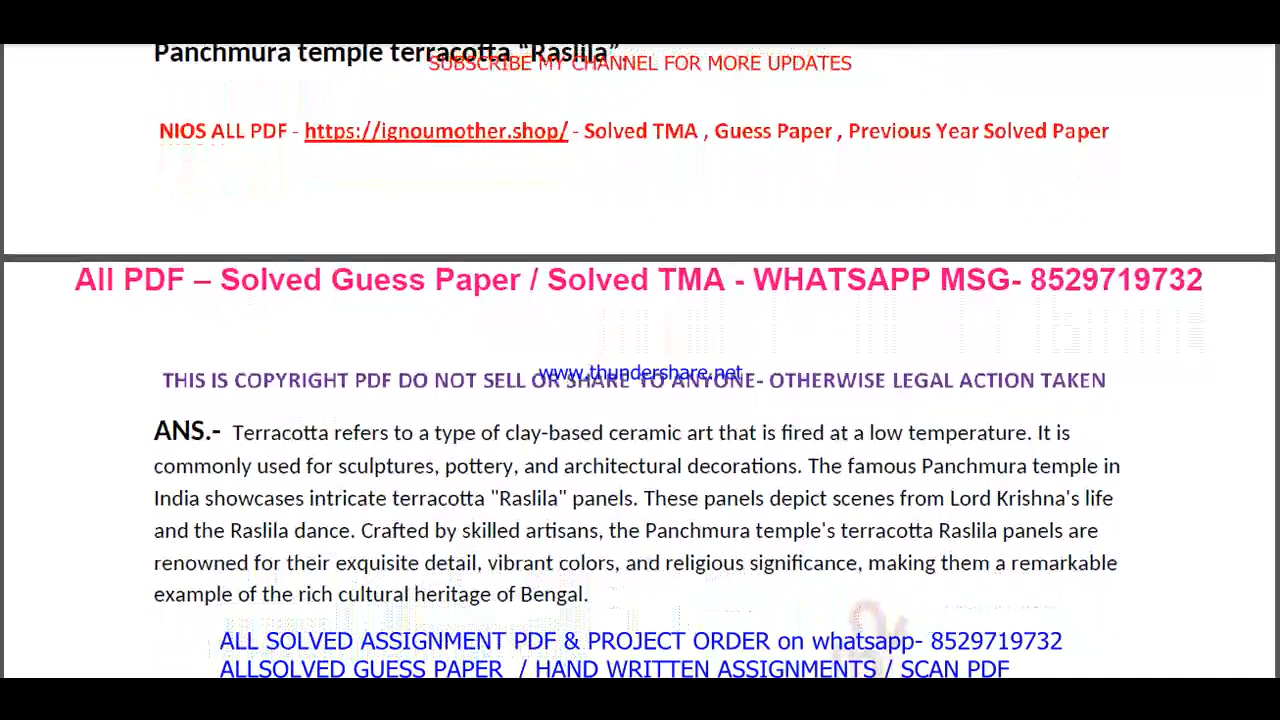 Panchmura temple terracotta “Raslila” .
SUBSCRIBE MY CHANNEL FOR MORE UPDATES
NIOS ALL PDF - https://ignoumother.shop/ - Solved TMA , Guess Paper , Previous Year Solved Paper
All PDF – Solved Guess Paper / Solved TMA - WHATSAPP MSG- 8529719732
www.thundershare.net
THIS IS COPYRIGHT PDF DO NOT SELL OR SHARE TO ANYONE- OTHERWISE LEGAL ACTION TAKEN
ANS.- Terracotta refers to a type of clay-based ceramic art that is fired at a low temperature. It is
commonly used for sculptures, pottery, and architectural decorations. The famous Panchmura temple in
India showcases intricate terracotta "Raslila" panels. These panels depict scenes from Lord Krishna's life
and the Raslila dance. Crafted by skilled artisans, the Panchmura temple's terracotta Raslila panels are
renowned for their exquisite detail, vibrant colors, and religious significance, making them a remarkable
example of the rich cultural heritage of Bengal.
ALL SOLVED ASSIGNMENT PDF & PROJECT ORDER on whatsapp- 8529719732
ALLSOLVED GUESS PAPER / HAND WRITTEN ASSIGNMENTS / SCAN PDF